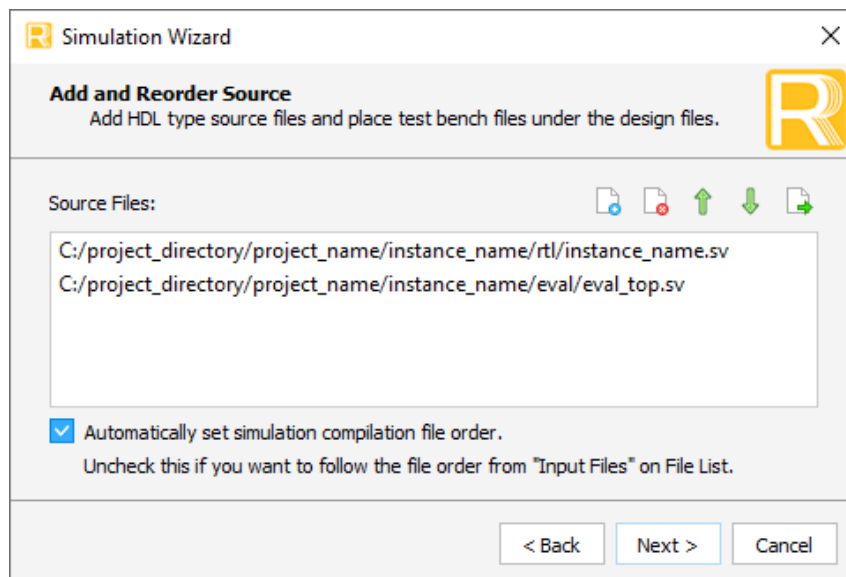 Simulation Wizard
Add and Reorder Source
Add HDL type source files and place test bench files under the design files.
Source Files:
C:/project_directory/project_name/instance_name/rtl/instance_name.sv
C:/project_directory/project_name/instance_name/eval/eval_top.sv
Automatically set simulation compilation file order.
Uncheck this if you want to follow the file order from "Input Files" on File List.
< Back
Next >
Cancel